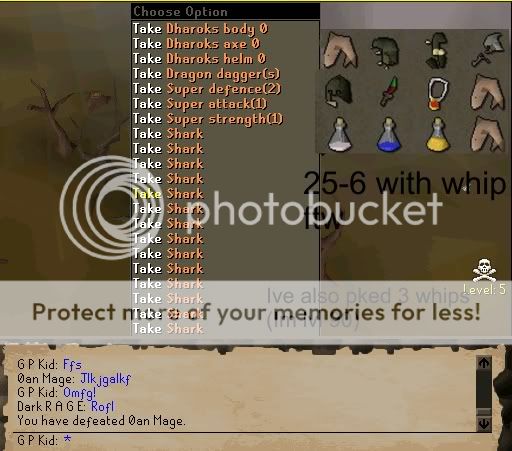 Choose Option
Take Dharoks body 0
Take Dharoks axe 0
Take Dharoks helm 0
Take Dragon dagger(s)
Take Super defence(2)
Take Super attack(1)
Take Super strength(1)
Take Shark
Take Shark
Take Shark
Take Shark
Take Shark
Take Shark
Take Shark
Take Shark
Take Shark
Take Shark
Take Shark
Take Shark
Take Shark
Take Shark
25-6 with whip
ftw
photobucket
Level: 5
Ive also pked 3 whips
(im lvl 90)
Protect more of your memories for less!
G P Kid: Ffs
0an Mage: Jlkjgalkf
G P Kid: Omfg!
Dark R A G E: Rofl
You have defeated 0an Mage.
G P Kid: *